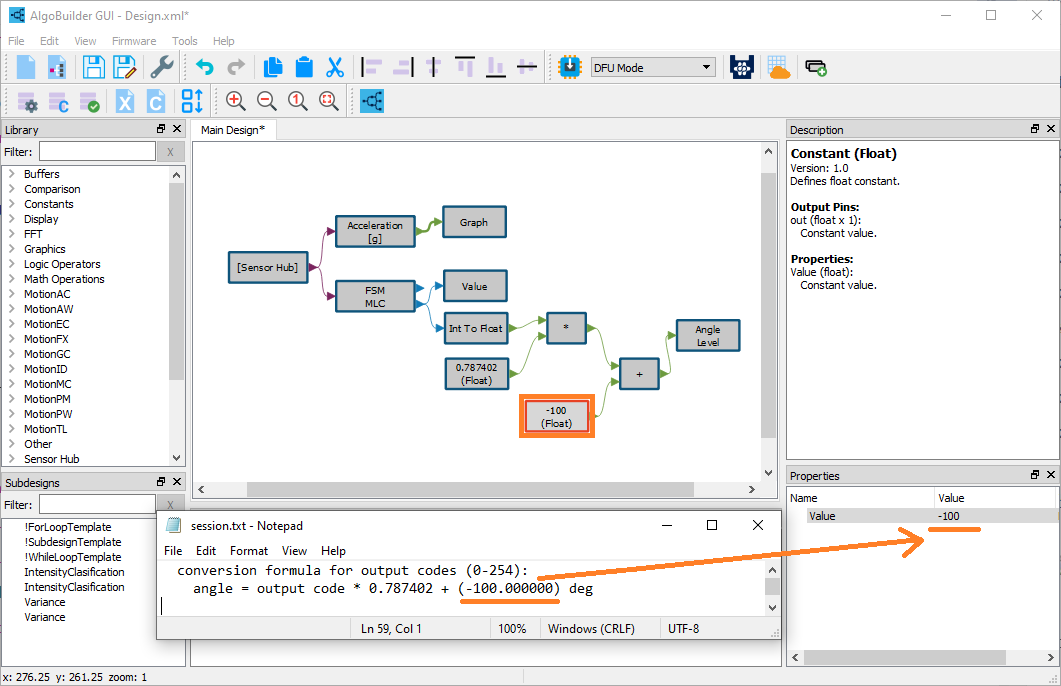 AlgoBuilder GUI - Design.xml*
File Edit View Firmware Tools Help
DFU Mode
X C
1
Library
Filter:
X
Buffers
Comparison
Constants
Display
FFT
Graphics
Logic Operators
Math Operations
MotionAC
MotionAW
MotionEC
MotionFX
MotionGC
MotionID
MotionMC
MotionPM
MotionPW
MotionTL
Other
Sensor Hub
Subdesigns
Filter:
X
!ForLoopTemplate
!SubdesignTemplate
!WhileLoopTemplate
IntensityClasification
IntensityClasification
Variance
Variance
Main Design*
[Sensor Hub]
Acceleration
[g]
Graph
FSM
MLC
Value
Int To Float
*
0.787402
(Float)
+
Angle
Level
-100
(Float)
Description
Constant (Float)
Version: 1.0
Defines float constant.
Output Pins:
out (float x 1):
Constant value.
Properties:
Value (float):
Constant value.
Properties
Name Value
Value -100
session.txt - Notepad
File Edit Format View Help
conversion formula for output codes (0-254):
angle = output code * 0.787402 + (-100.000000) deg
Ln 59, Col 1 100% Windows (CRLF) UTF-8
x: 276.25 y: 261.25 zoom: 1